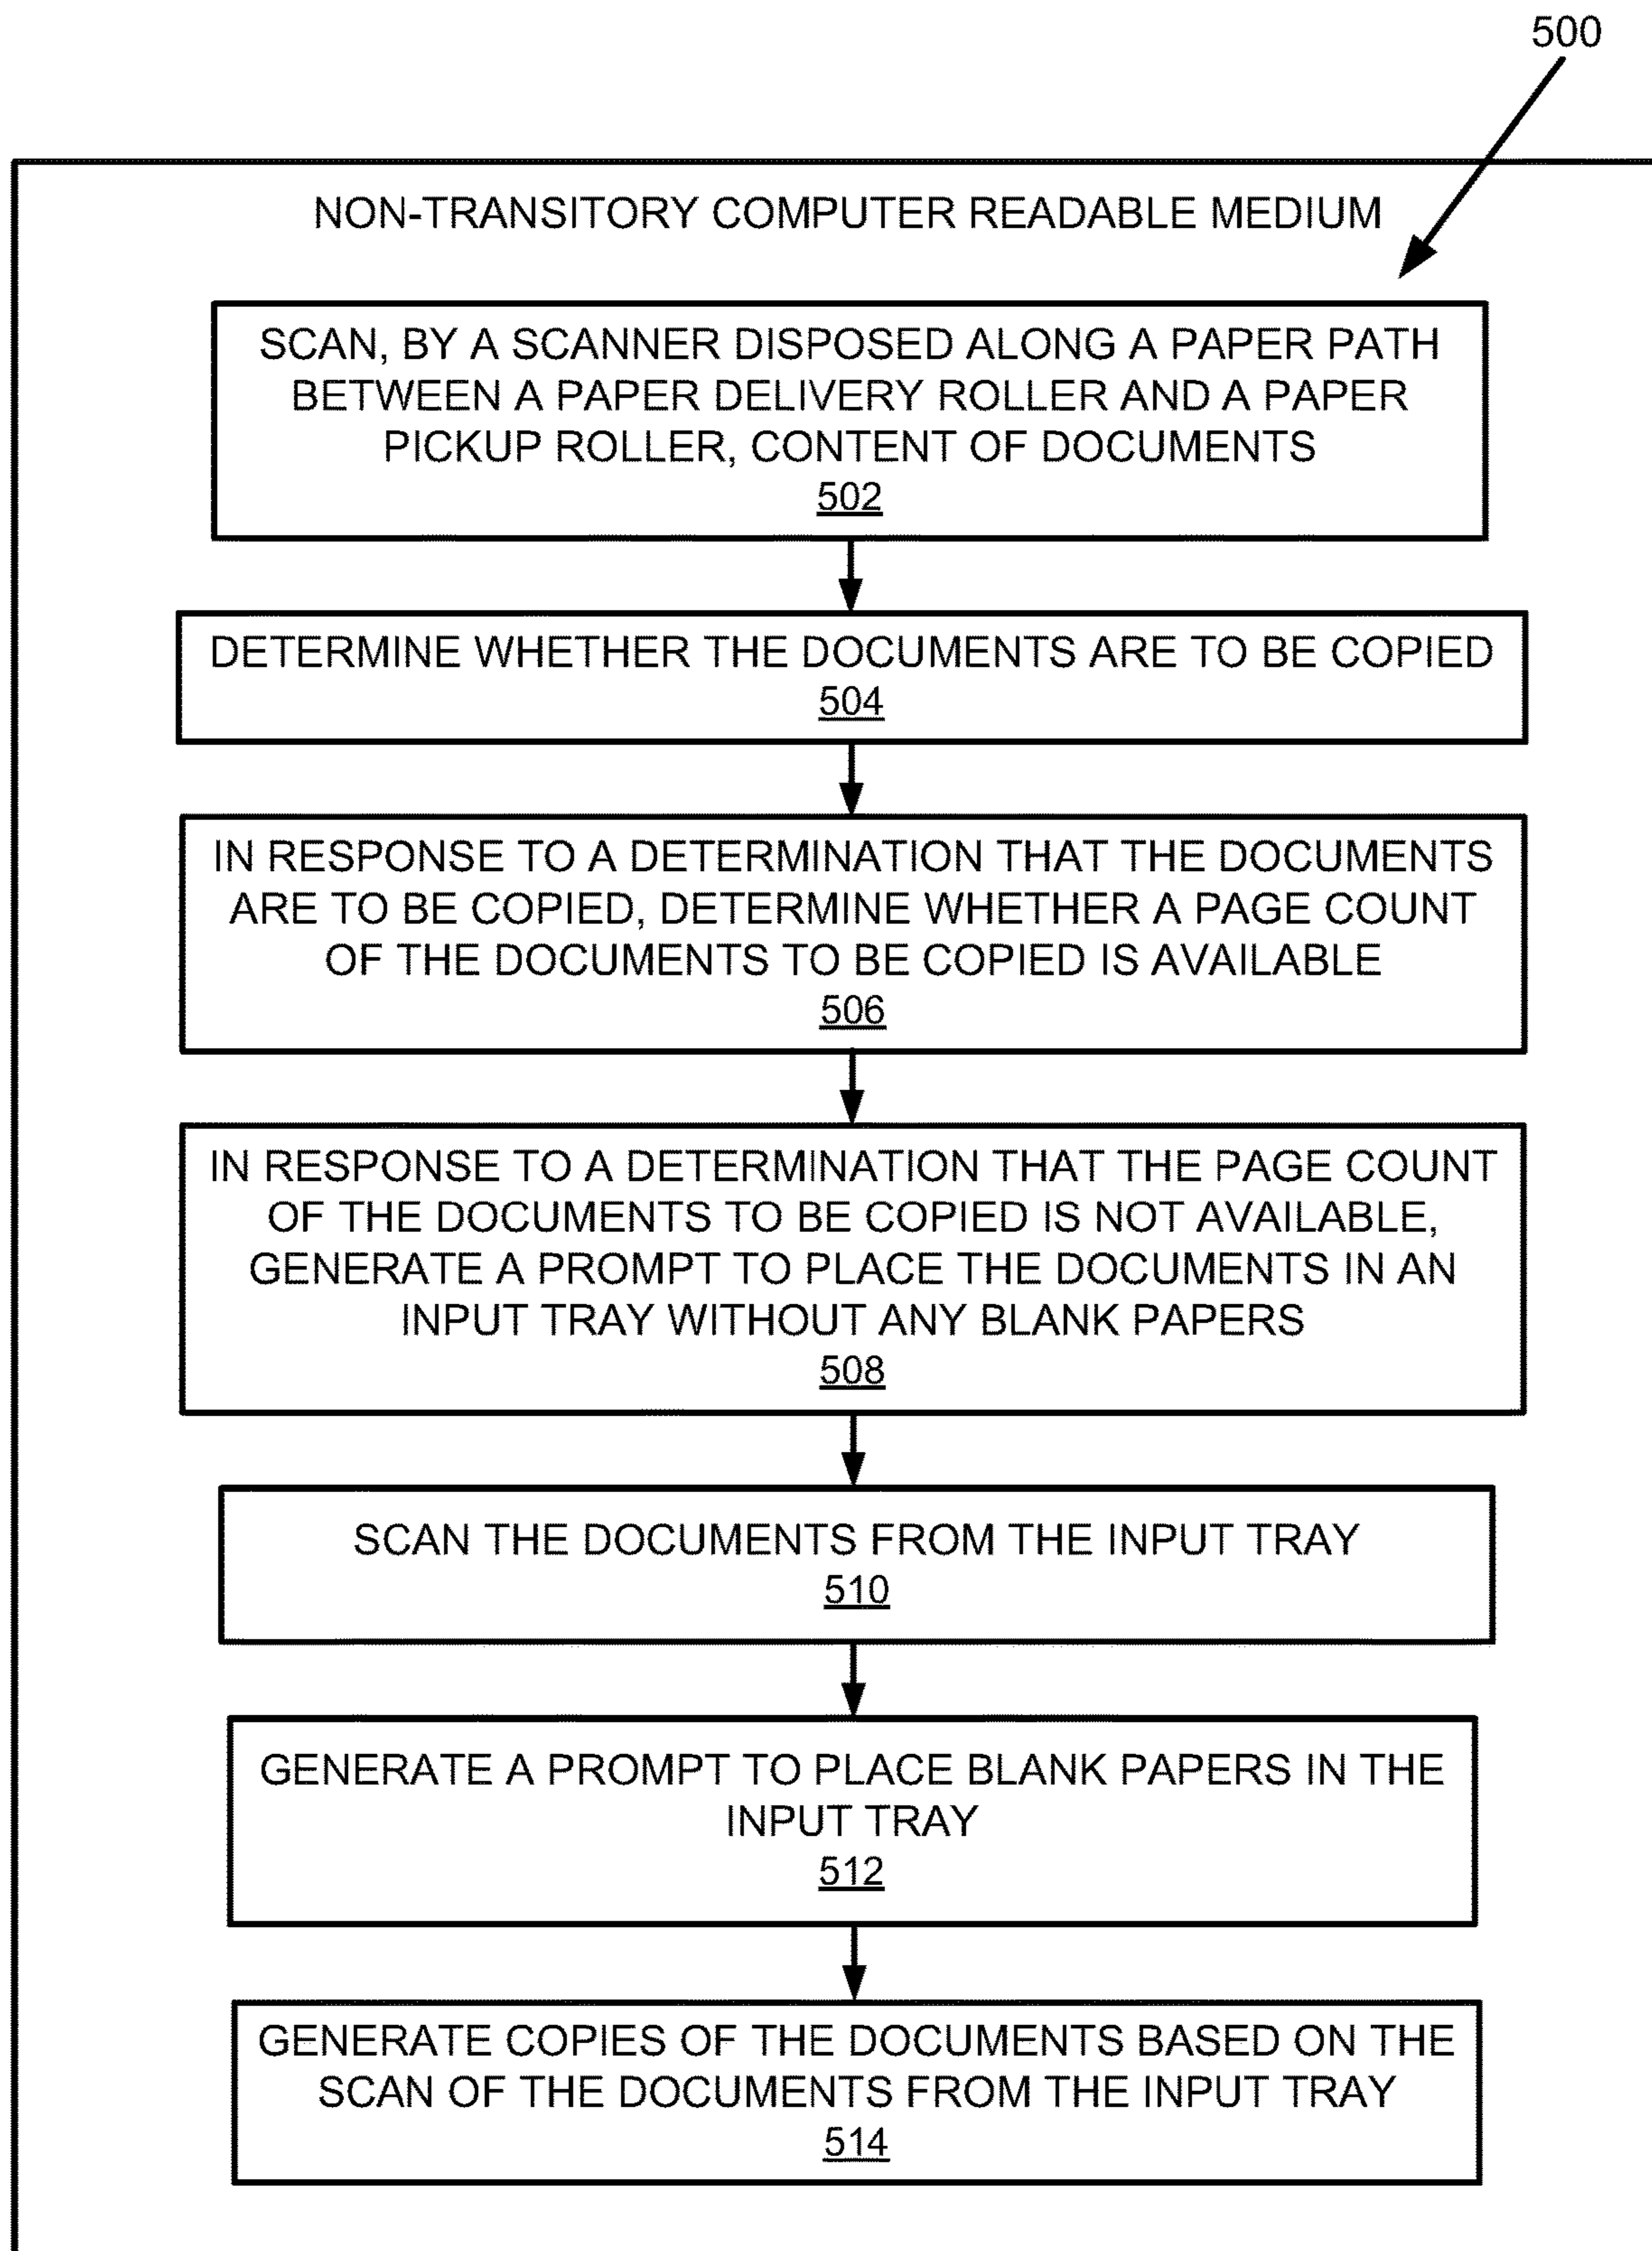 500
NON-TRANSITORY COMPUTER READABLE MEDIUM
SCAN, BY A SCANNER DISPOSED ALONG A PAPER PATH
BETWEEN A PAPER DELIVERY ROLLER AND A PAPER
PICKUP ROLLER, CONTENT OF DOCUMENTS
502
DETERMINE WHETHER THE DOCUMENTS ARE TO BE COPIED
504
IN RESPONSE TO A DETERMINATION THAT THE DOCUMENTS
ARE TO BE COPIED, DETERMINE WHETHER A PAGE COUNT
OF THE DOCUMENTS TO BE COPIED IS AVAILABLE
506
IN RESPONSE TO A DETERMINATION THAT THE PAGE COUNT
OF THE DOCUMENTS TO BE COPIED IS NOT AVAILABLE,
GENERATE A PROMPT TO PLACE THE DOCUMENTS IN AN
INPUT TRAY WITHOUT ANY BLANK PAPERS
508
SCAN THE DOCUMENTS FROM THE INPUT TRAY
510
GENERATE A PROMPT TO PLACE BLANK PAPERS IN THE
INPUT TRAY
512
GENERATE COPIES OF THE DOCUMENTS BASED ON THE
SCAN OF THE DOCUMENTS FROM THE INPUT TRAY
514